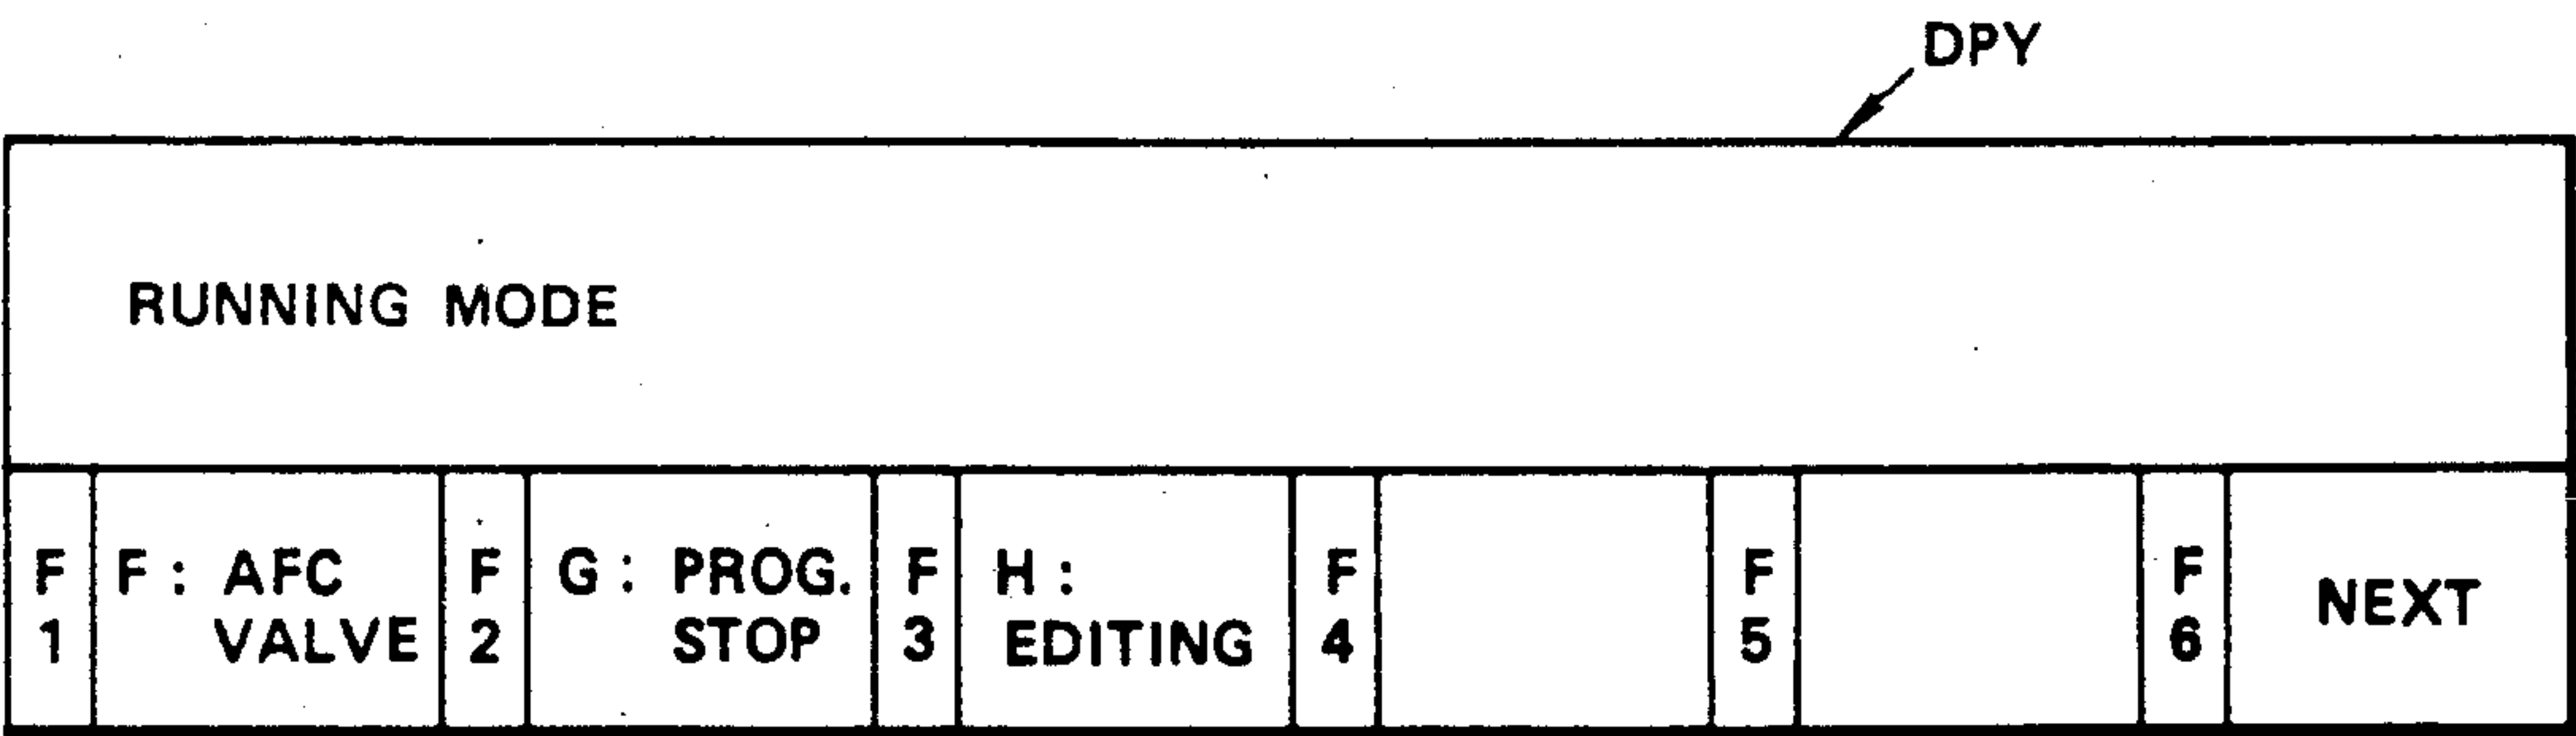 DPY
RUNNING MODE
F 1 F : AFC VALVE F 2 G : PROG. STOP F 3 H : EDITING F 4 F 5 F 6 NEXT